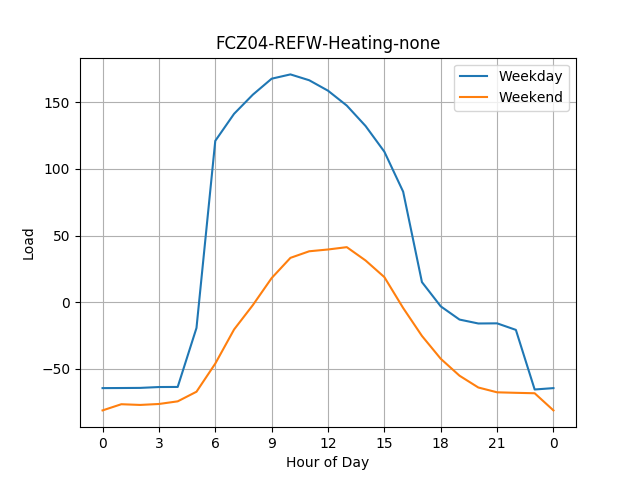 FCZ04-REFW-Heating-none
Weekday
Weekend
150
100
50
0
−50
Load
0 3 6 9 12 15 18 21 0
Hour of Day